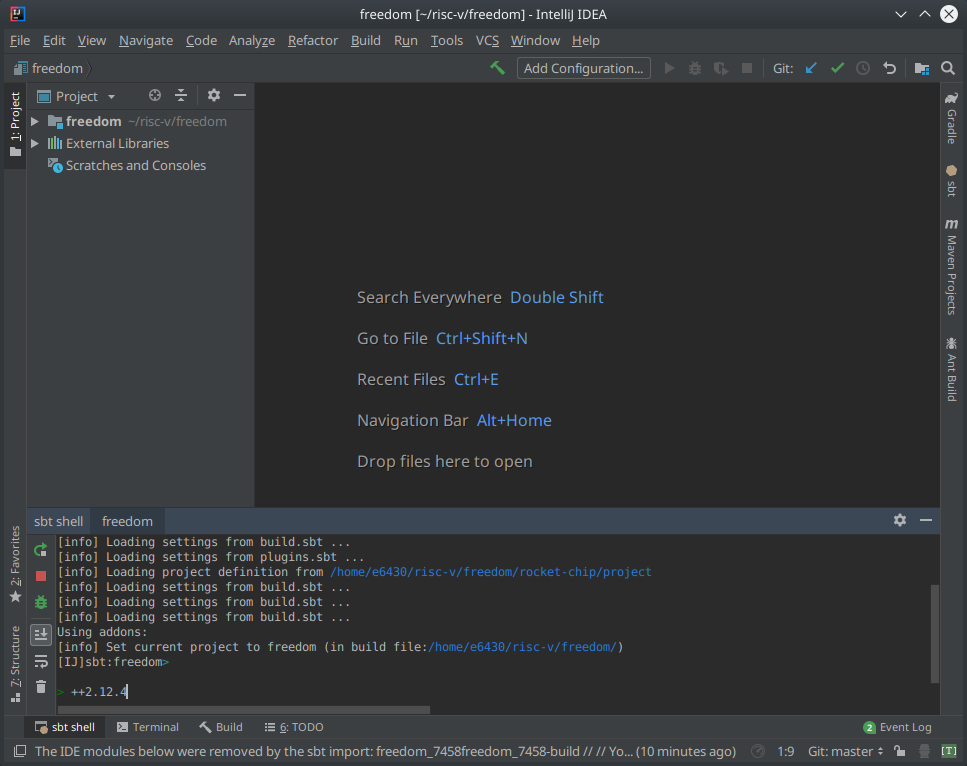 freedom [~/risc-v/freedom] - IntelliJ IDEA
File Edit View Navigate Code Analyze Refactor Build Run Tools VCS Window Help
freedom Add Configuration... Git:
1: Project
Project
freedom ~/risc-v/freedom
External Libraries
Scratches and Consoles
Gradle
sbt
m Maven Projects
Ant Build
Search Everywhere Double Shift
Go to File Ctrl+Shift+N
Recent Files Ctrl+E
Navigation Bar Alt+Home
Drop files here to open
2: Favorites
7: Structure
sbt shell freedom
[info] Loading settings from build.sbt ...
[info] Loading settings from plugins.sbt ...
[info] Loading project definition from /home/e6430/risc-v/freedom/rocket-chip/project
[info] Loading settings from build.sbt ...
[info] Loading settings from build.sbt ...
[info] Loading settings from build.sbt ...
Using addons:
[info] Set current project to freedom (in build file:/home/e6430/risc-v/freedom/)
[IJ]sbt:freedom>
> ++2.12.4
sbt shell Terminal Build 6: TODO 2 Event Log
The IDE modules below were removed by the sbt import: freedom_7458freedom_7458-build // // Yo... (10 minutes ago) 1:9 Git: master [T]